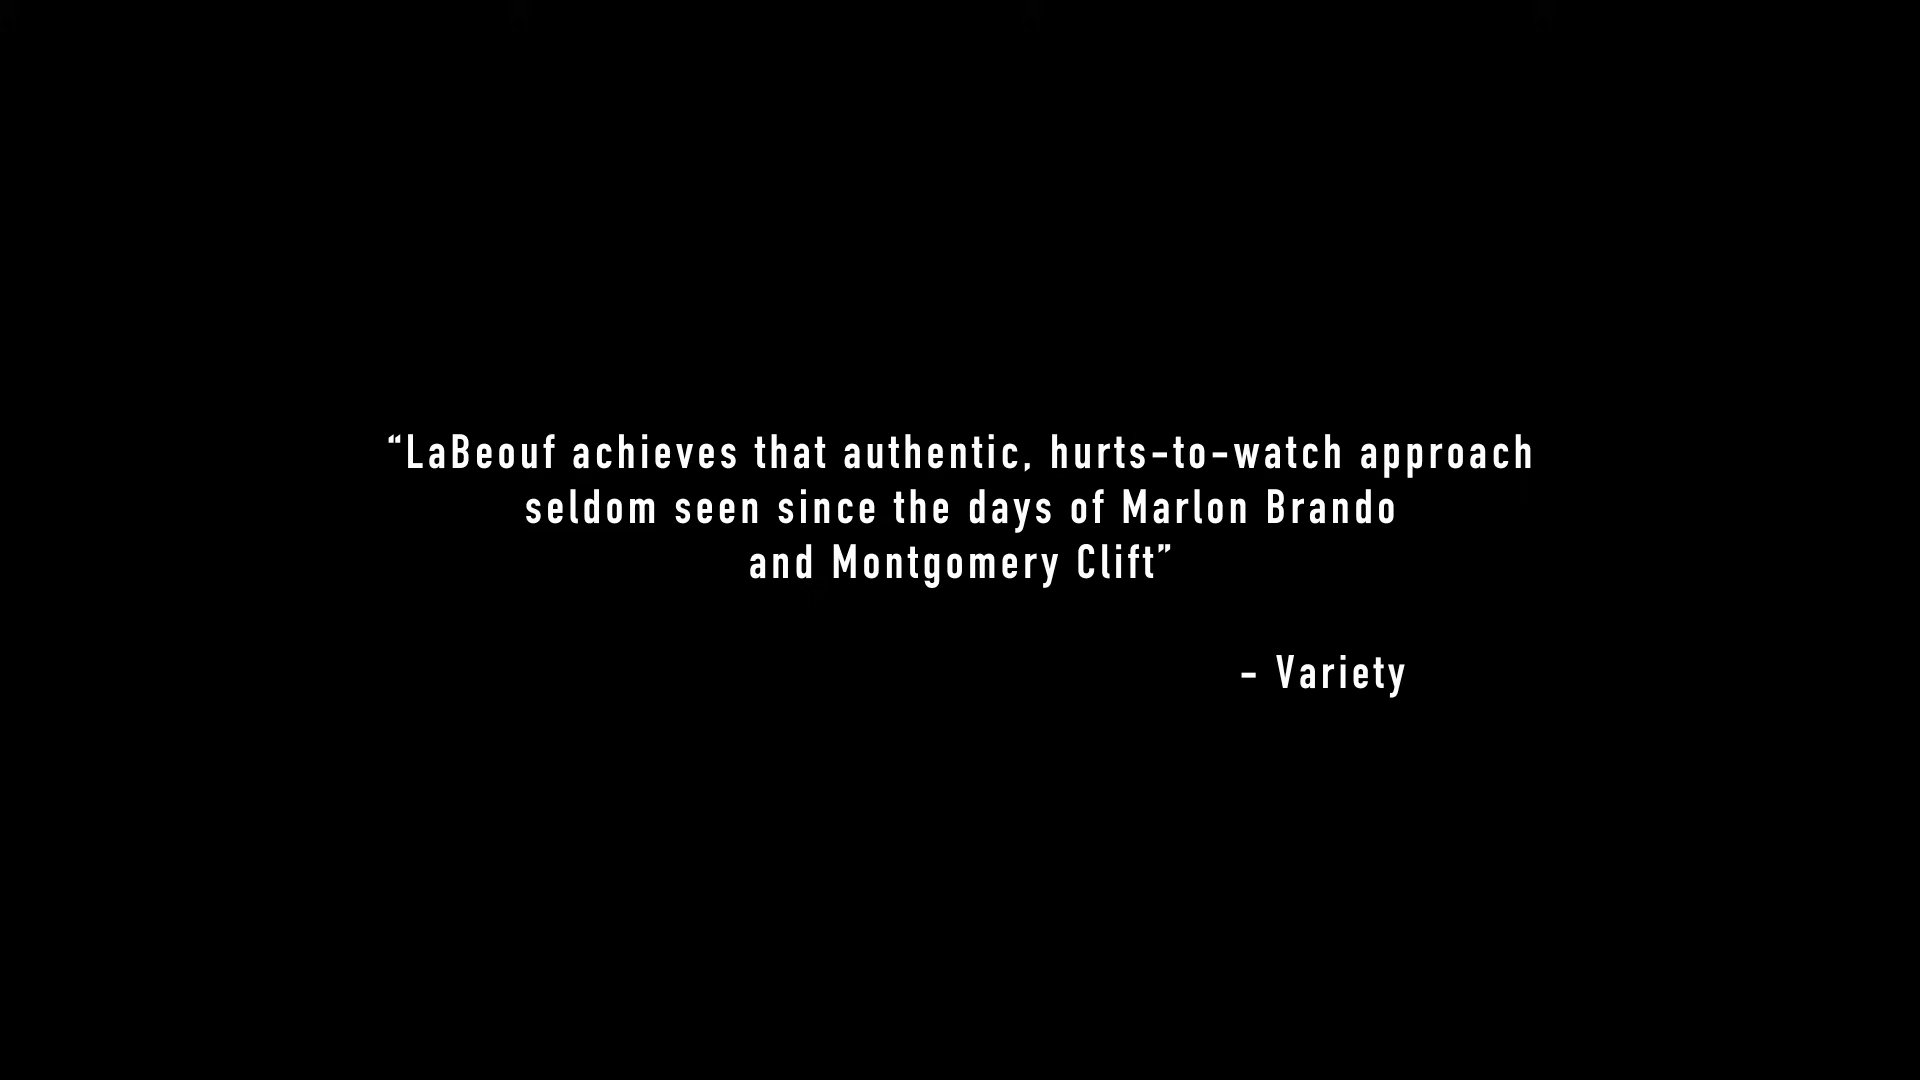 “LaBeouf achieves that authentic, hurts-to-watch approach
seldom seen since the days of Marlon Brando
and Montgomery Clift”
- Variety